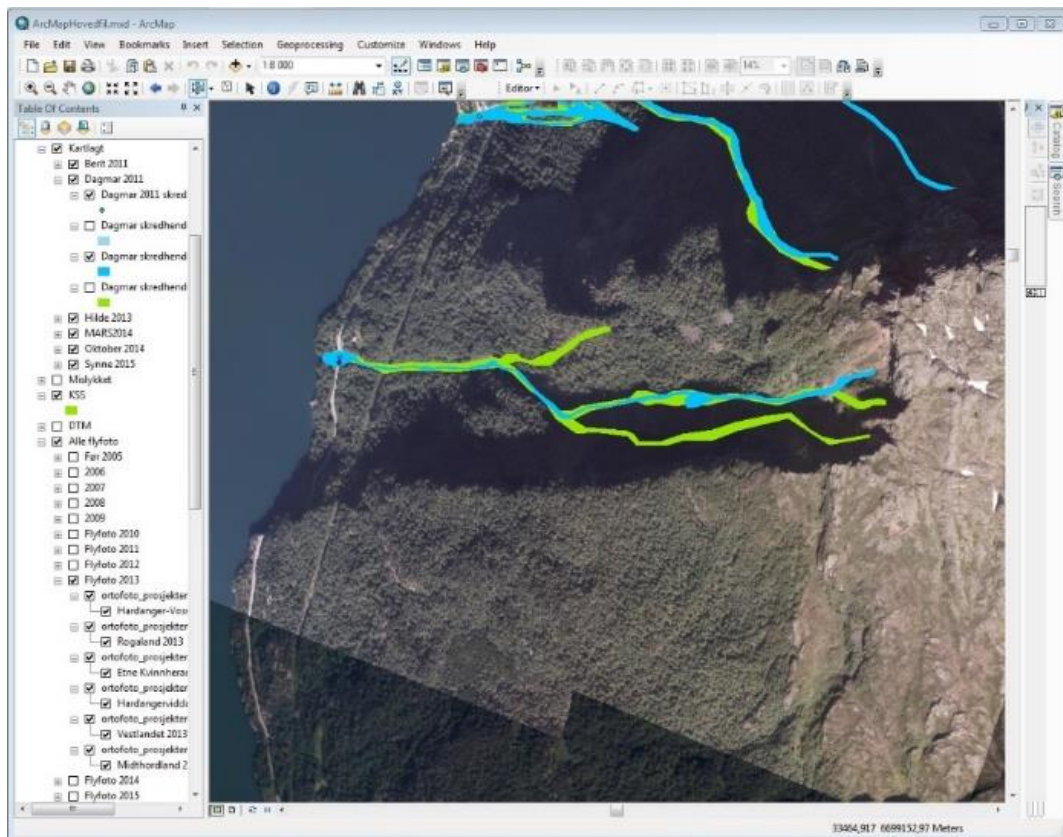 ArcMapHovedfil.mxd - ArcMap
File Edit View Bookmarks Insert Selection Geoprocessing Customize Windows Help
1:8 000
14%
Editor
Table Of Contents
Kartlagt
Berit 2011
Dagmar 2011
Dagmar 2011 skred
Dagmar skredhend
Dagmar skredhend
Dagmar skredhend
Hilde 2013
MARS2014
Oktober 2014
Synne 2015
Mislykket
KSS
DTM
Alle flyfoto
Før 2005
2006
2007
2008
2009
Flyfoto 2010
Flyfoto 2011
Flyfoto 2012
Flyfoto 2013
ortofoto_prosjekter
Hardanger-Vos
ortofoto_prosjekter
Rogaland 2013
ortofoto_prosjekter
Etne Kvinnhera
ortofoto_prosjekter
Hardangervidda
ortofoto_prosjekter
Vestlandet 2013
ortofoto_prosjekter
Midthordland 2
Flyfoto 2014
Flyfoto 2015
Catalog
Search
33464,917 6699152,97 Meters